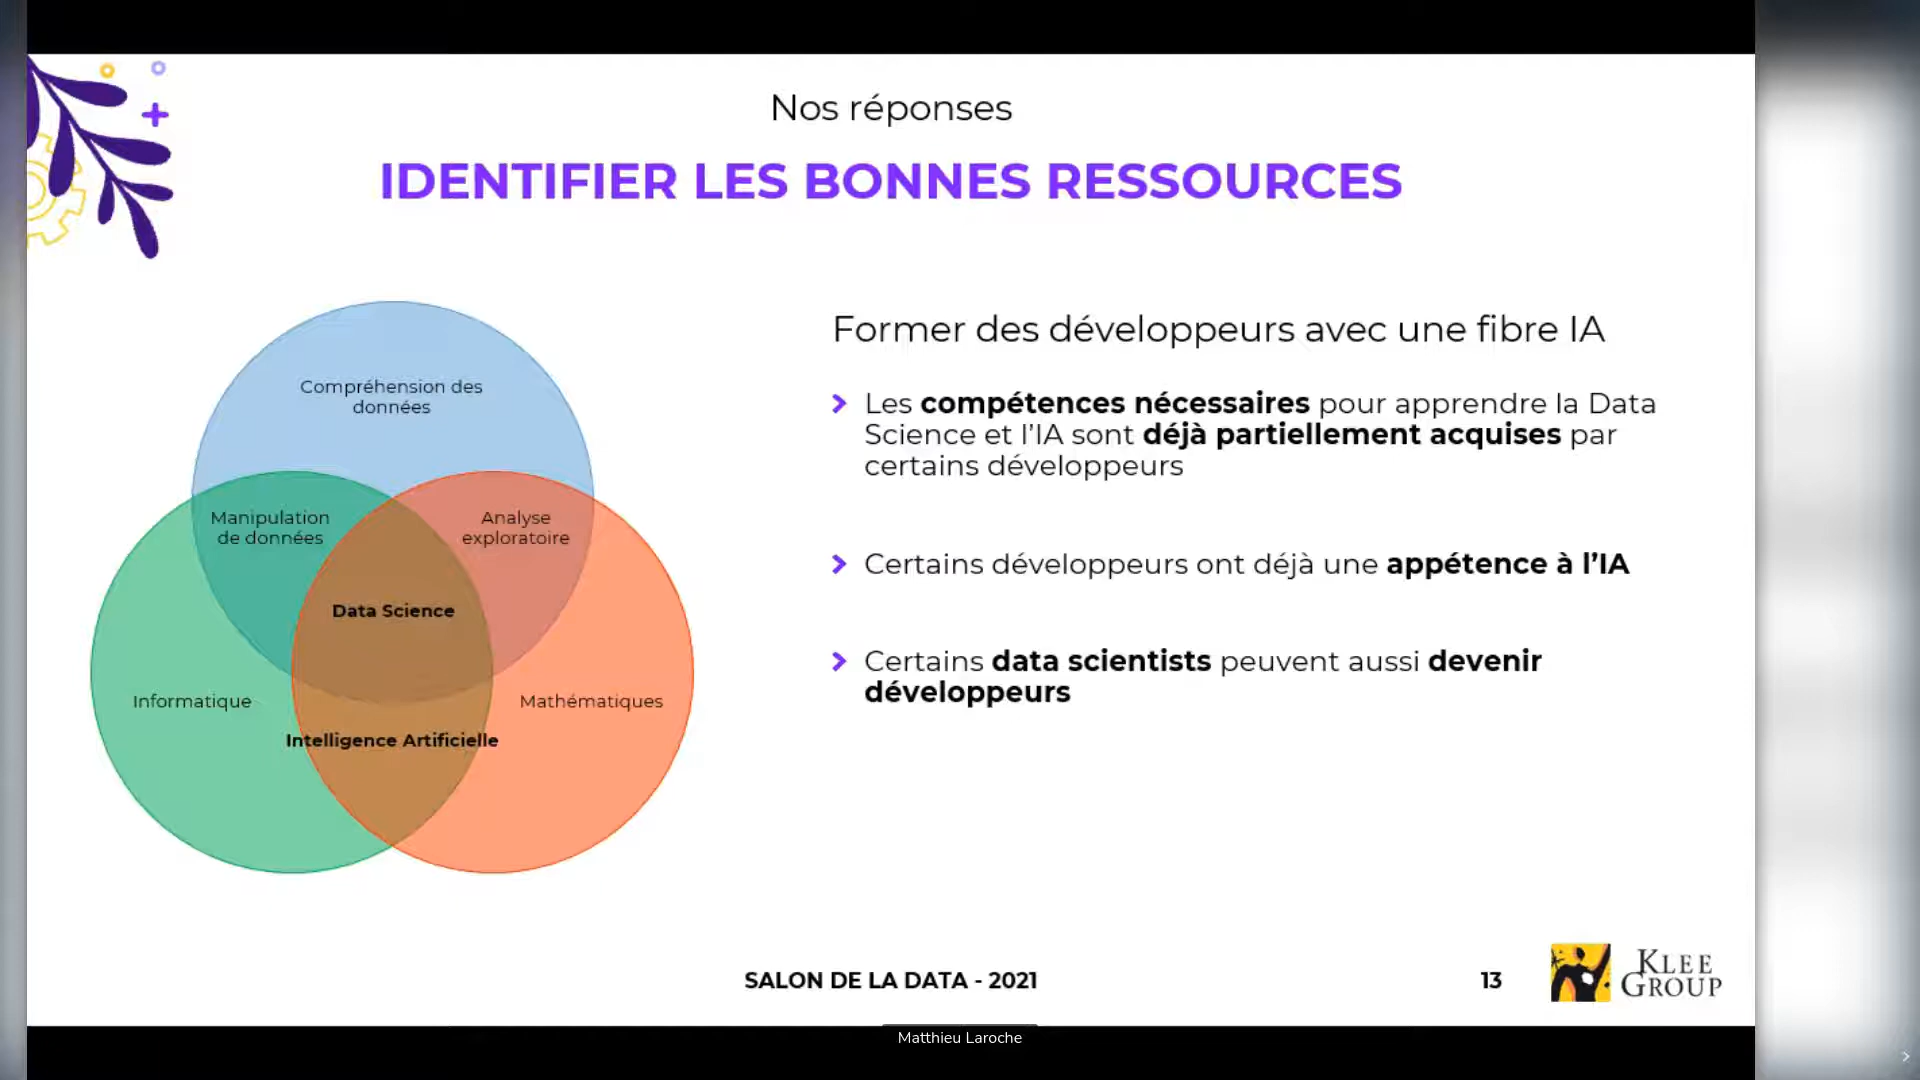 Nos réponses
IDENTIFIER LES BONNES RESSOURCES
Compréhension des
données
Manipulation
de données
Analyse
exploratoire
Data Science
Informatique
Mathématiques
Intelligence Artificielle
Former des développeurs avec une fibre IA
Les compétences nécessaires pour apprendre la Data
Science et l'IA sont déjà partiellement acquises par
certains développeurs
Certains développeurs ont déjà une appétence à l'IA
Certains data scientists peuvent aussi devenir
développeurs
SALON DE LA DATA - 2021
13
KLEE
GROUP
Matthieu Laroche